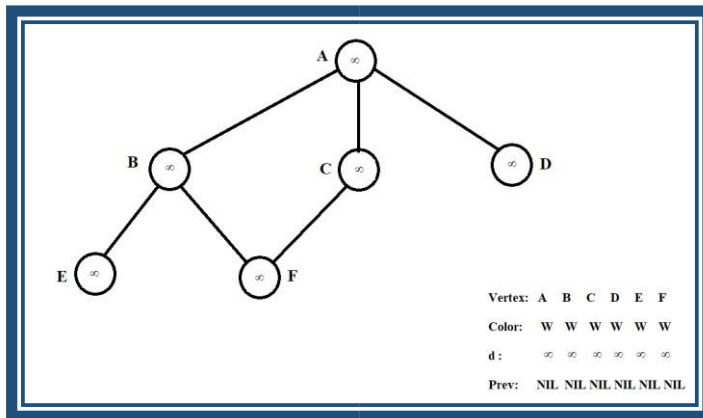 A ∞
B ∞ C ∞ ∞ D
E ∞ ∞ F
Vertex: A B C D E F
Color: W W W W W W
d : ∞ ∞ ∞ ∞ ∞ ∞
Prev: NIL NIL NIL NIL NIL NIL